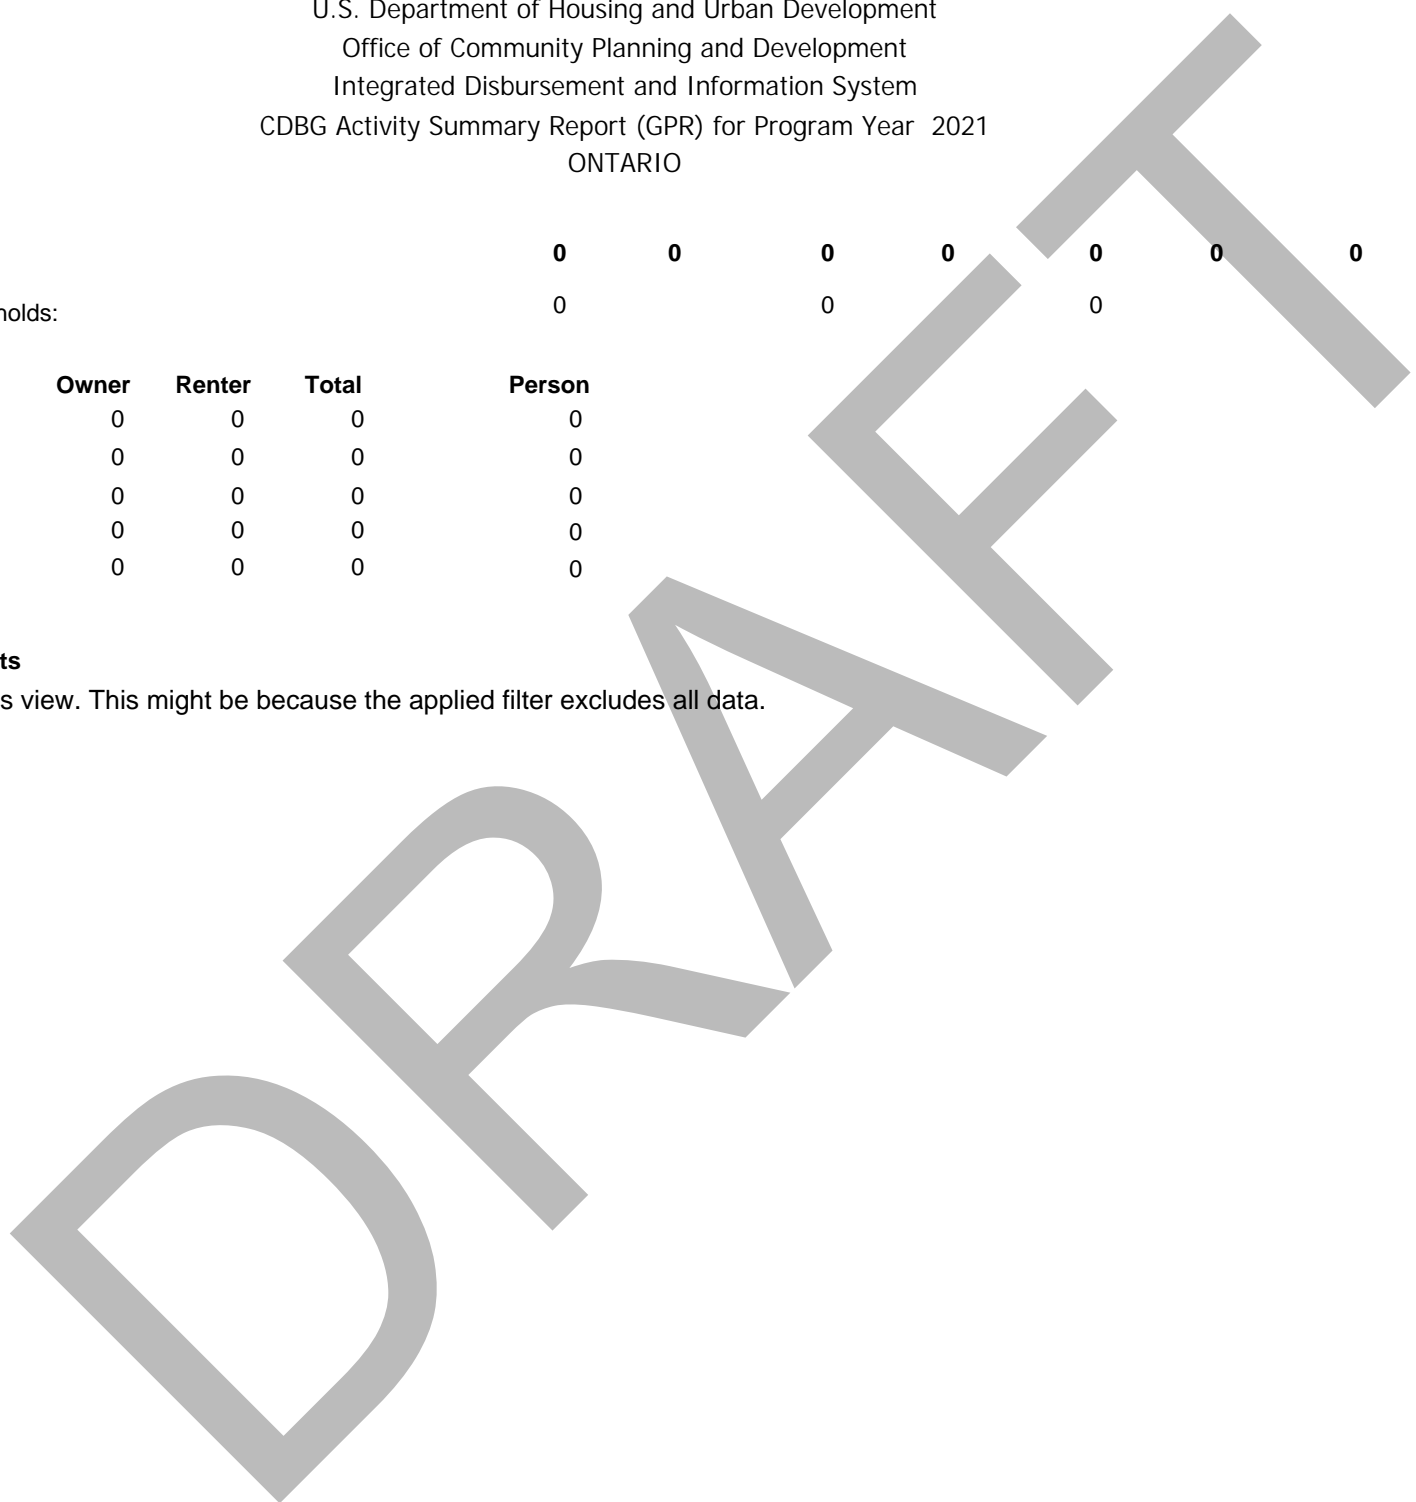 U.S. Department of Housing and Urban Development
Office of Community Planning and Development
Integrated Disbursement and Information System
CDBG Activity Summary Report (GPR) for Program Year 2021
ONTARIO
0 0 0 0 0 0 0
holds: 0 0 0
Owner Renter Total Person
0 0 0 0
0 0 0 0
0 0 0 0
0 0 0 0
0 0 0 0
ts
s view. This might be because the applied filter excludes all data.
DRAFT